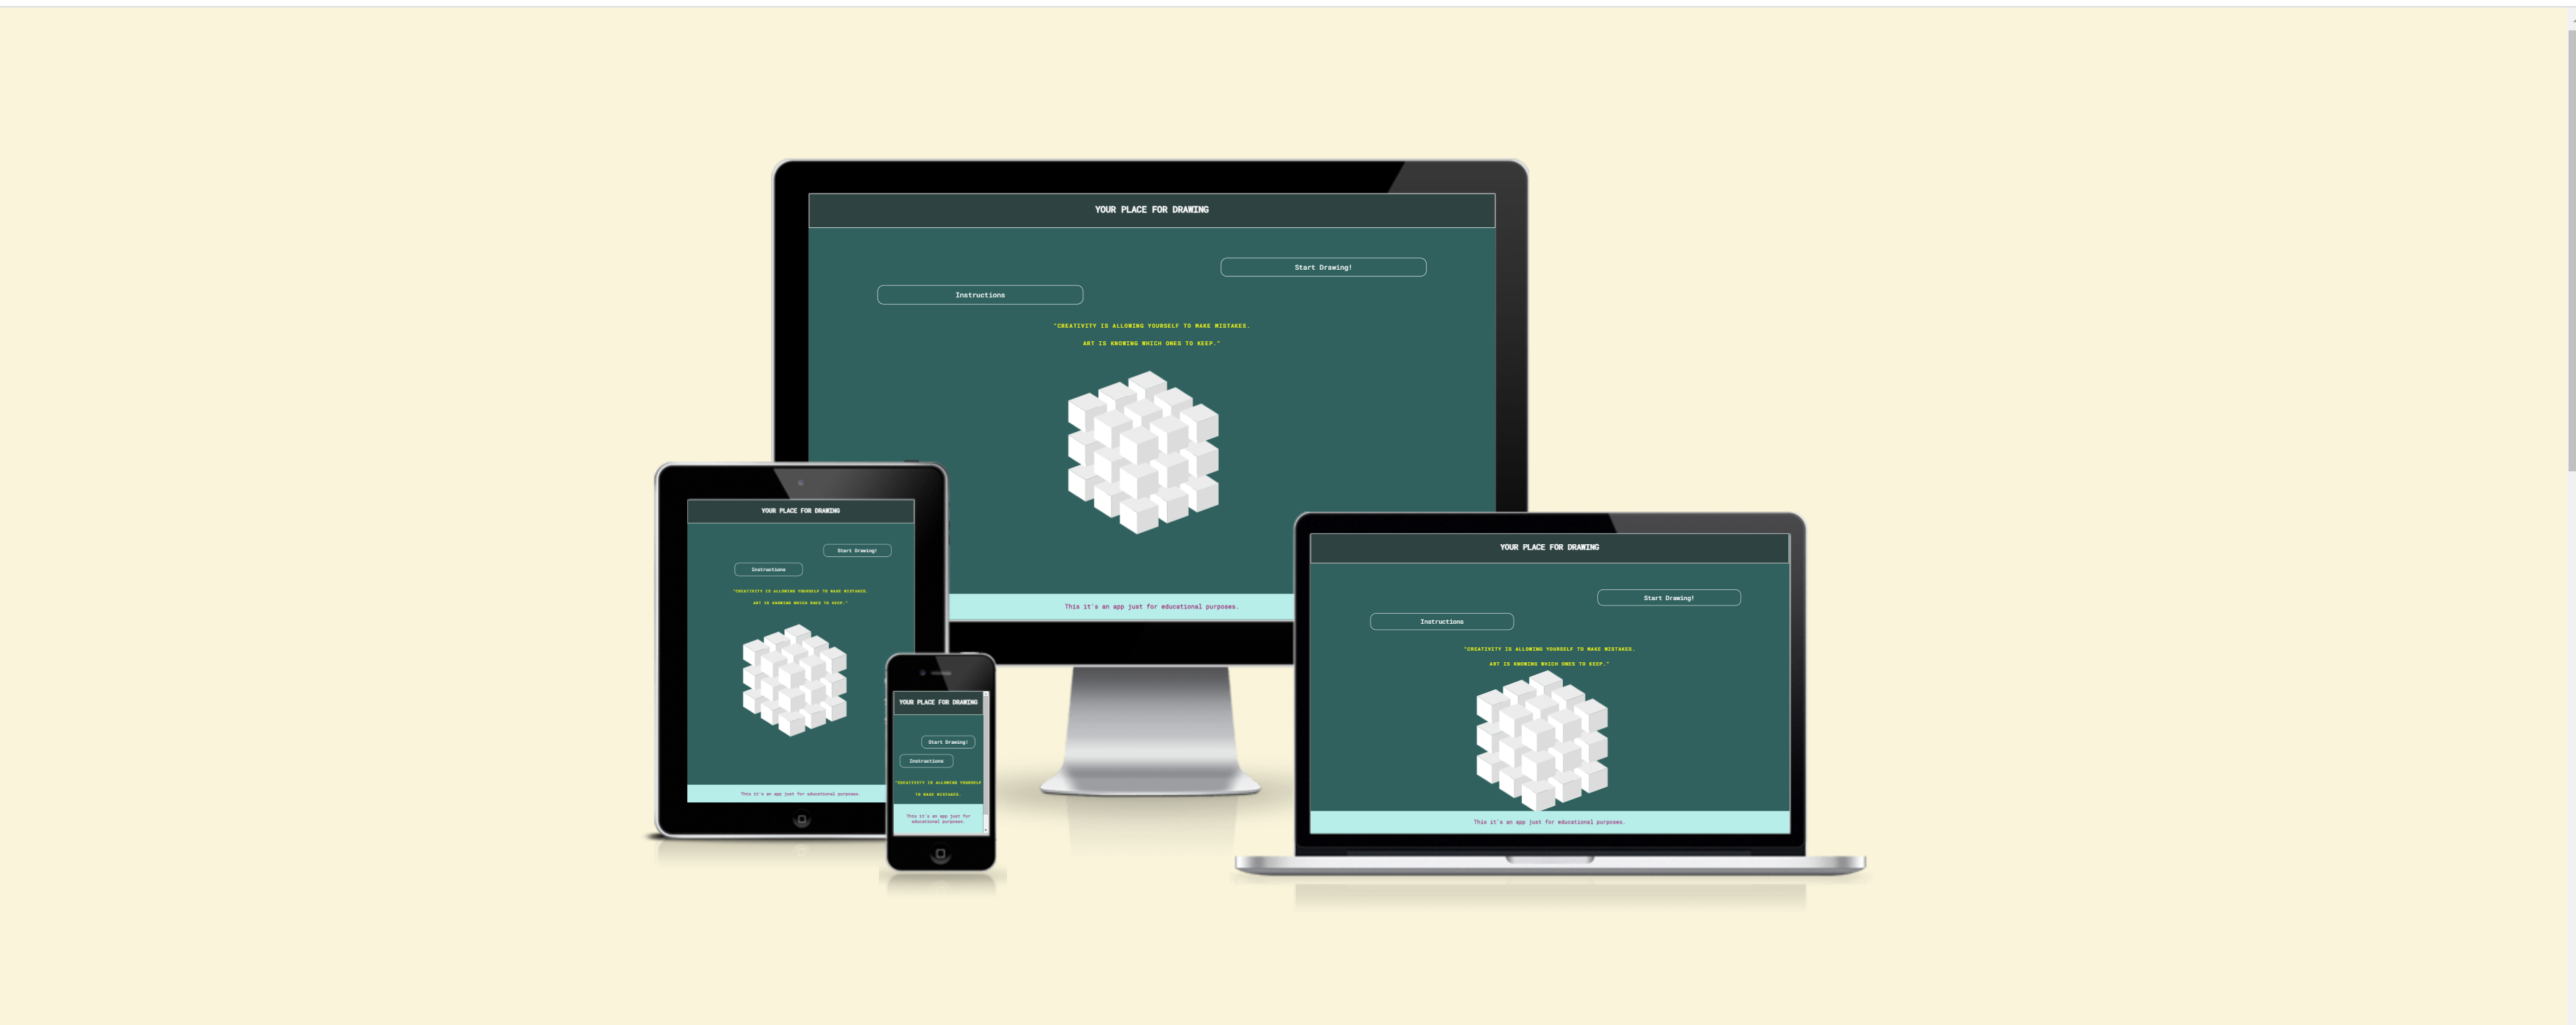 YOUR PLACE FOR DRAWING
Start Drawing!
Instructions
"CREATIVITY IS ALLOWING YOURSELF TO MAKE MISTAKES.
ART IS KNOWING WHICH ONES TO KEEP."
This it's an app just for educational purposes.
YOUR PLACE FOR DRAWING
Start Drawing!
Instructions
"CREATIVITY IS ALLOWING YOURSELF TO MAKE MISTAKES.
ART IS KNOWING WHICH ONES TO KEEP."
This it's an app just for educational purposes.
YOUR PLACE FOR DRAWING
Start Drawing!
Instructions
"CREATIVITY IS ALLOWING YOURSELF
TO MAKE MISTAKES.
This it's an app just for
educational purposes.
YOUR PLACE FOR DRAWING
Start Drawing!
Instructions
"CREATIVITY IS ALLOWING YOURSELF TO MAKE MISTAKES.
ART IS KNOWING WHICH ONES TO KEEP."
This it's an app just for educational purposes.